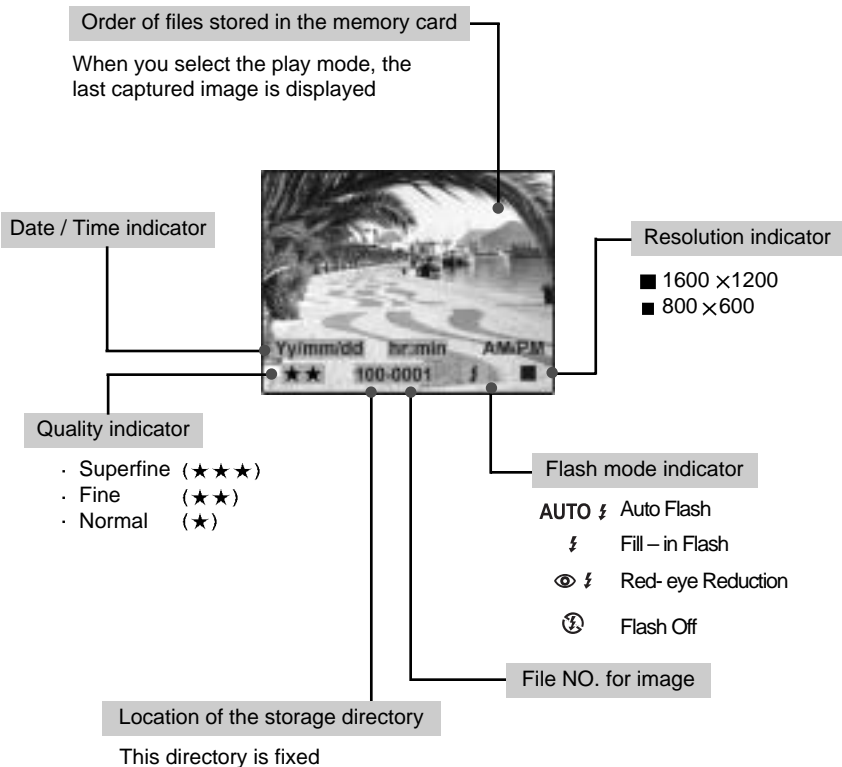 Order of files stored in the memory card
When you select the play mode, the
last captured image is displayed
Date / Time indicator
Resolution indicator
■ 1600 ×1200
■ 800 ×600
Yy/mm/dd hr:min AM•PM
★★ 100-0001
Quality indicator
· Superfine (★★★)
· Fine (★★)
· Normal (★)
Flash mode indicator
AUTO Auto Flash
Fill – in Flash
Red- eye Reduction
Flash Off
File NO. for image
Location of the storage directory
This directory is fixed